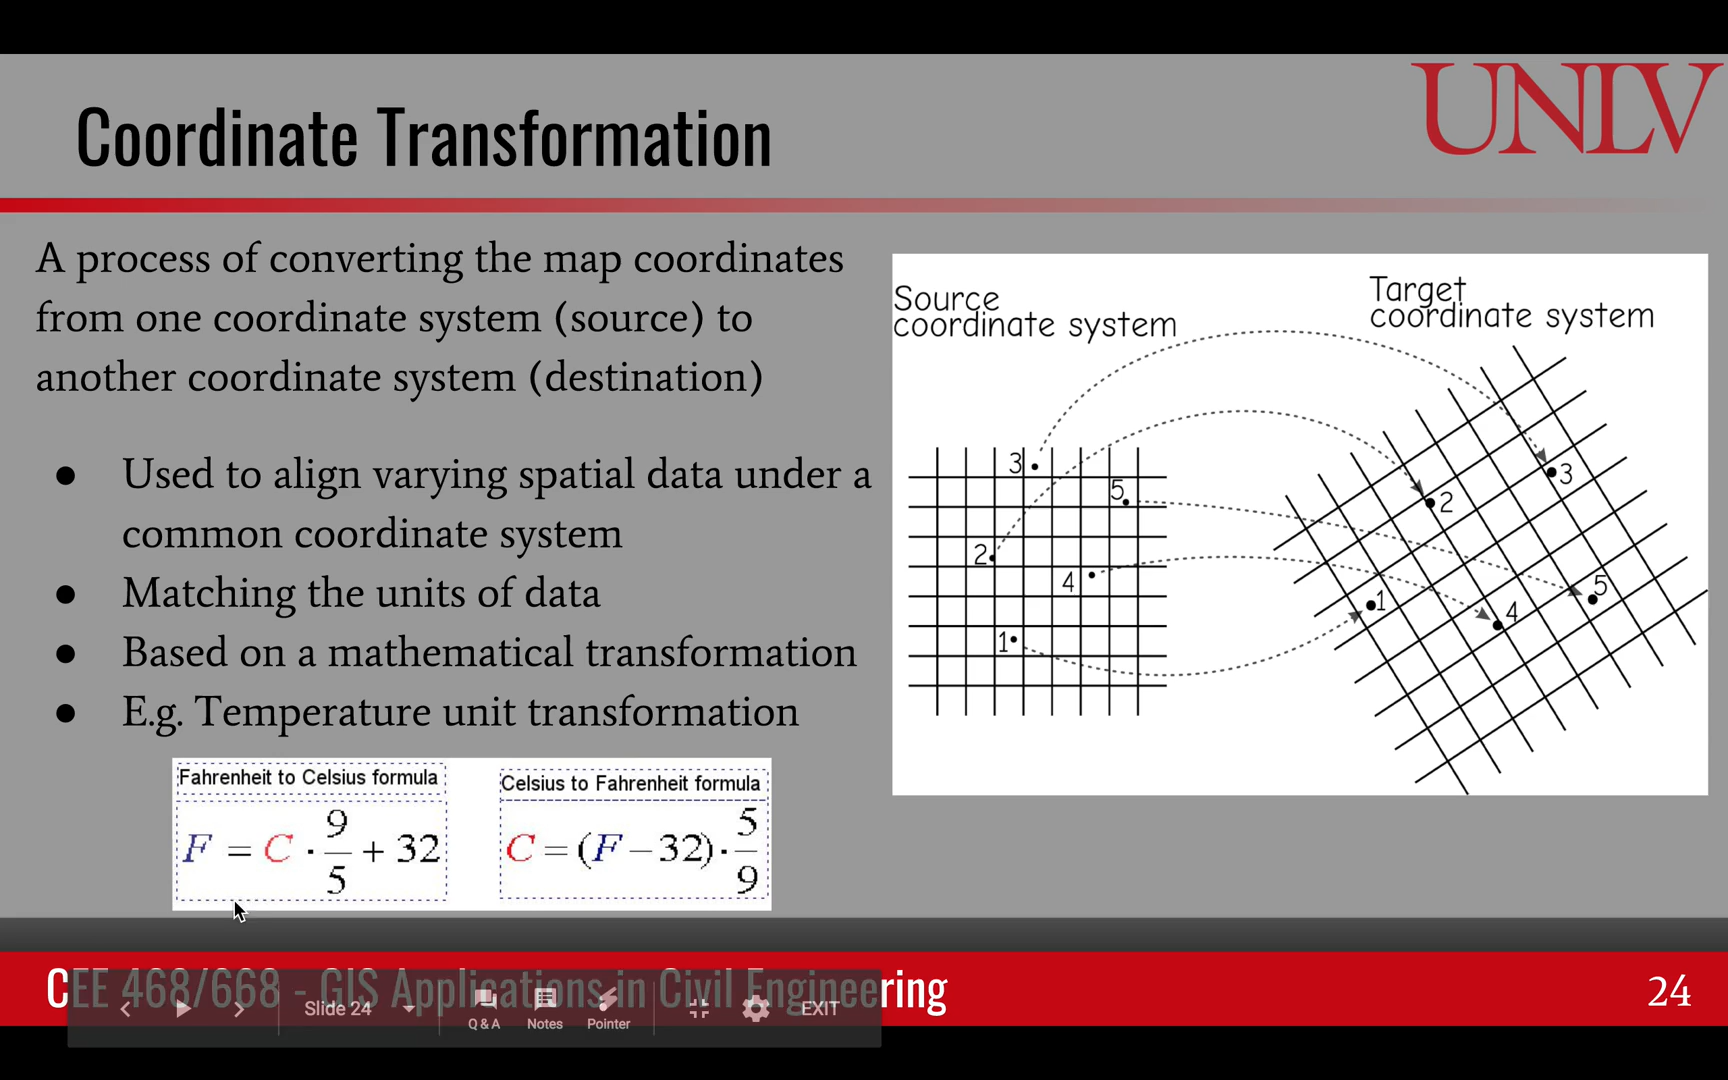 UNLV
Coordinate Transformation
A process of converting the map coordinates
from one coordinate system (source) to
another coordinate system (destination)
● Used to align varying spatial data under a
common coordinate system
● Matching the units of data
● Based on a mathematical transformation
● E.g. Temperature unit transformation
Fahrenheit to Celsius formula
F = C · 9/5 + 32
Celsius to Fahrenheit formula
C = (F − 32) · 5/9
Source
coordinate system
3
5
2
4
1
Target
coordinate system
3
2
5
1
4
CEE 468/668 - GIS Applications in Civil Engineering
24
Slide 24
Q & A
Notes
Pointer
EXIT